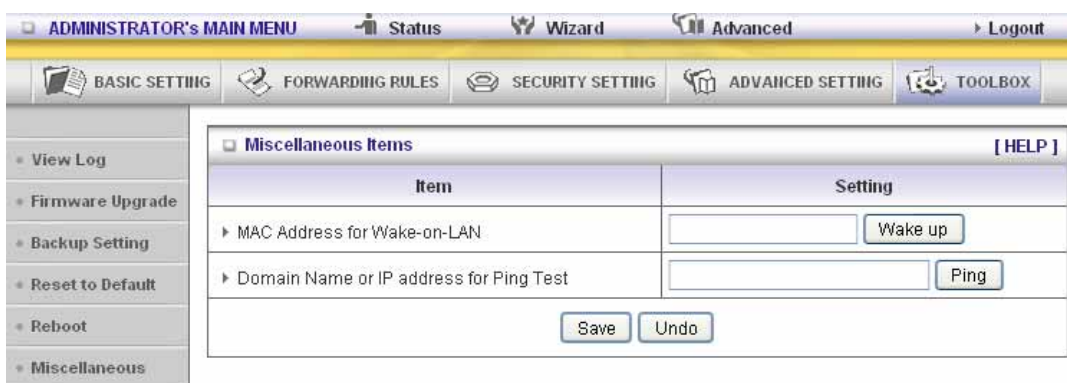 ADMINISTRATOR's MAIN MENU Status Wizard Advanced Logout
BASIC SETTING FORWARDING RULES SECURITY SETTING ADVANCED SETTING TOOLBOX
View Log
Firmware Upgrade
Backup Setting
Reset to Default
Reboot
Miscellaneous
Miscellaneous Items [ HELP ]
Item Setting
MAC Address for Wake-on-LAN Wake up
Domain Name or IP address for Ping Test Ping
Save Undo